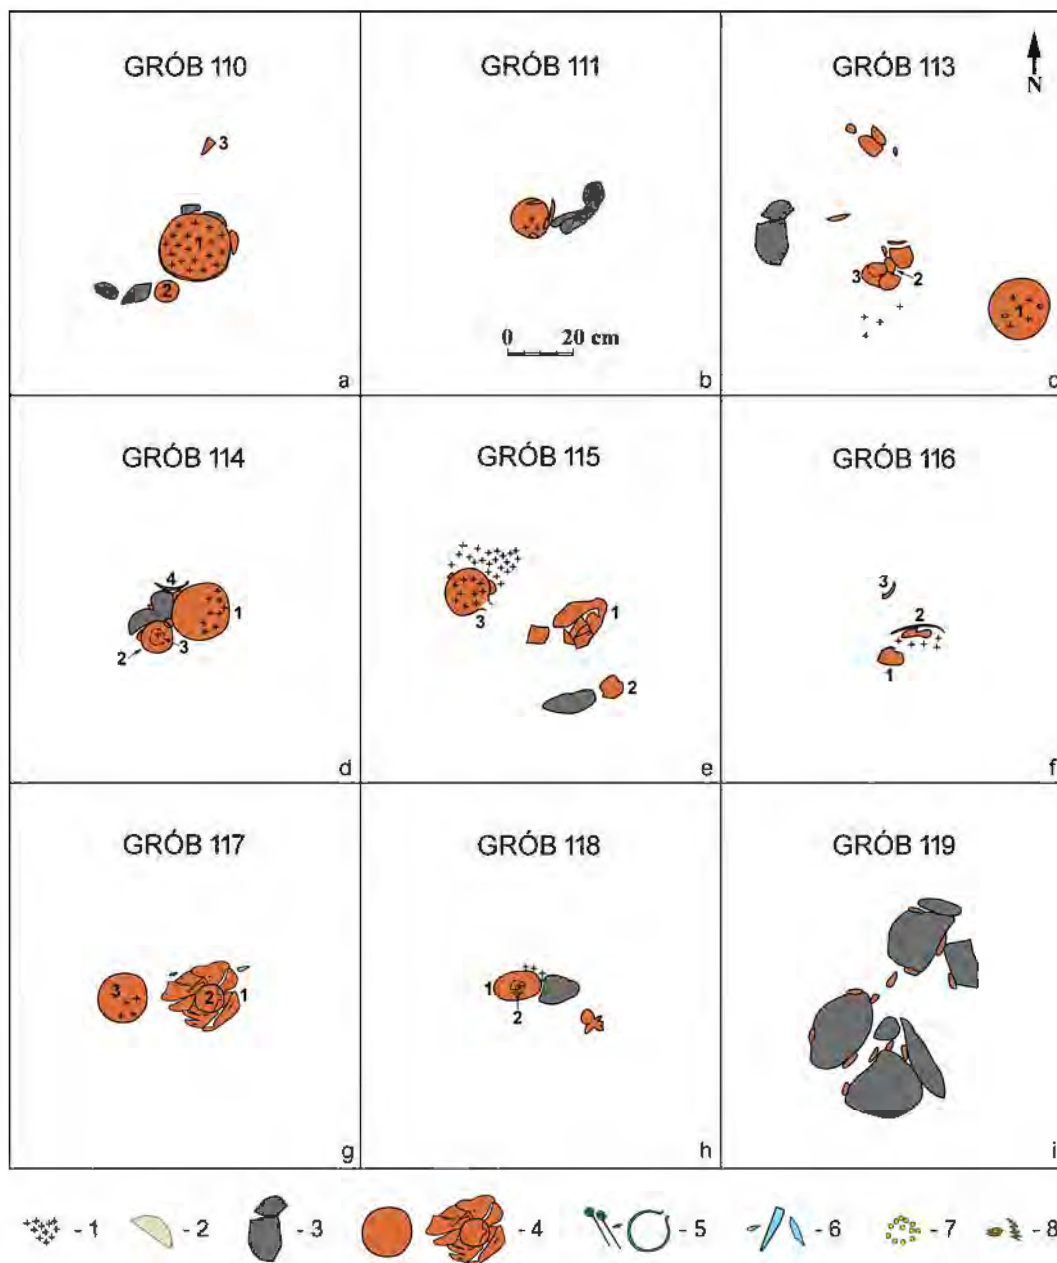 GRÓB 110
3
1
2
a
GRÓB 111
0 20 cm
b
GRÓB 113
N
3
2
1
c
GRÓB 114
4
1
2
3
d
GRÓB 115
3
1
2
e
GRÓB 116
3
2
1
f
GRÓB 117
3
2
1
g
GRÓB 118
1
2
h
GRÓB 119
i
- 1 - 2 - 3 - 4 - 5 - 6 - 7 - 8